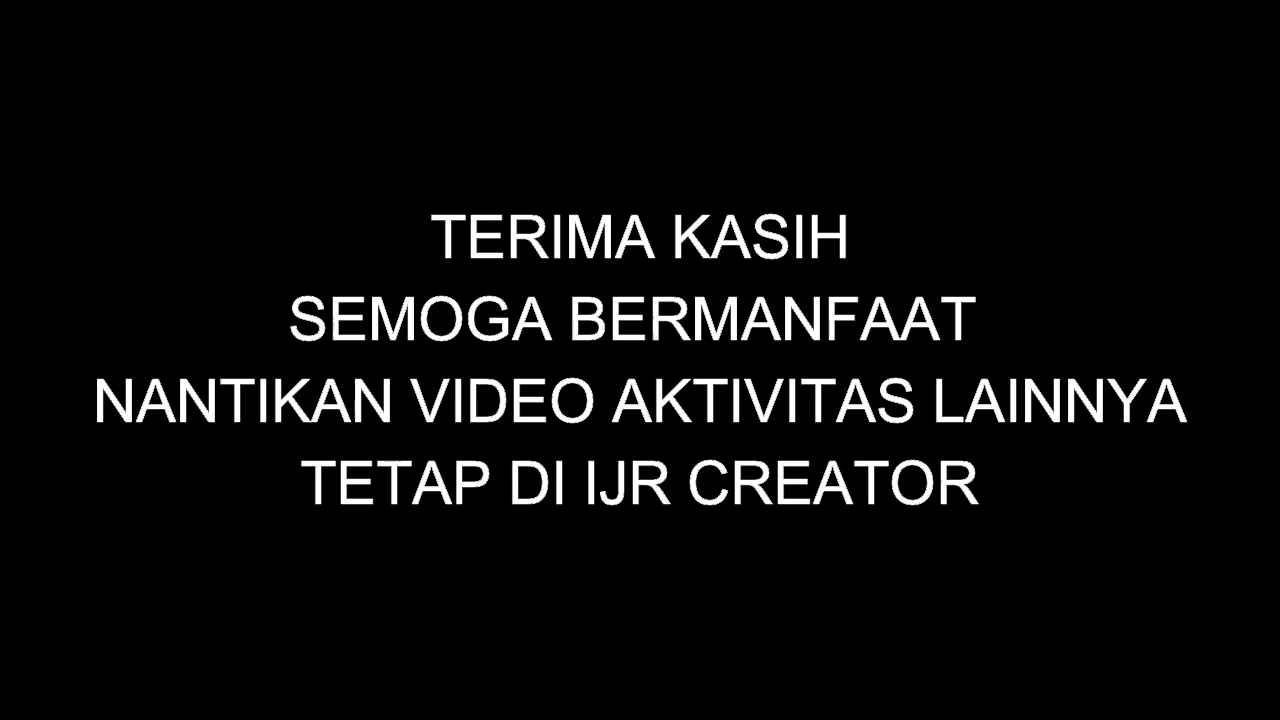 TERIMA KASIH
SEMOGA BERMANFAAT
NANTIKAN VIDEO AKTIVITAS LAINNYA
TETAP DI IJR CREATOR